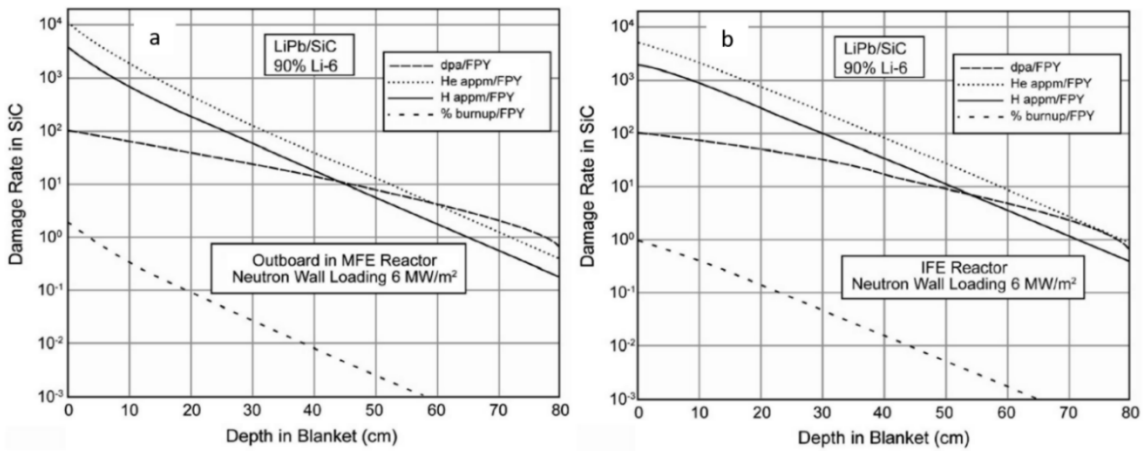 a
LiPb/SiC
90% Li-6
dpa/FPY
He appm/FPY
H appm/FPY
% burnup/FPY
Outboard in MFE Reactor
Neutron Wall Loading 6 MW/m²
Damage Rate in SiC
10⁴
10³
10²
10¹
10⁰
10⁻¹
10⁻²
10⁻³
0 10 20 30 40 50 60 70 80
Depth in Blanket (cm)
b
LiPb/SiC
90% Li-6
dpa/FPY
He appm/FPY
H appm/FPY
% burnup/FPY
IFE Reactor
Neutron Wall Loading 6 MW/m²
Damage Rate in SiC
10⁴
10³
10²
10¹
10⁰
10⁻¹
10⁻²
10⁻³
0 10 20 30 40 50 60 70 80
Depth in Blanket (cm)